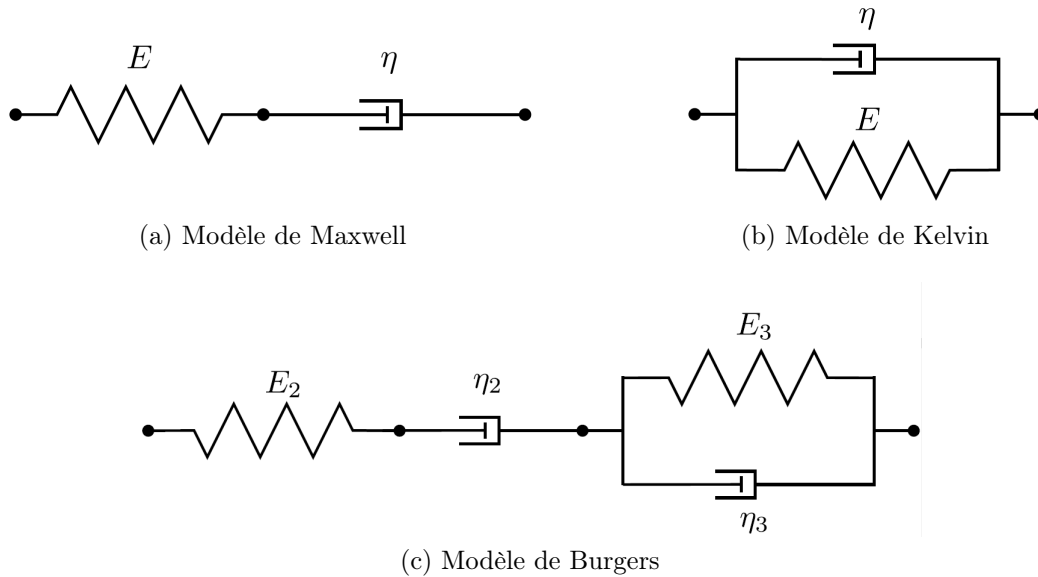 E
η
(a) Modèle de Maxwell
η
E
(b) Modèle de Kelvin
E₂
η₂
E₃
η₃
(c) Modèle de Burgers